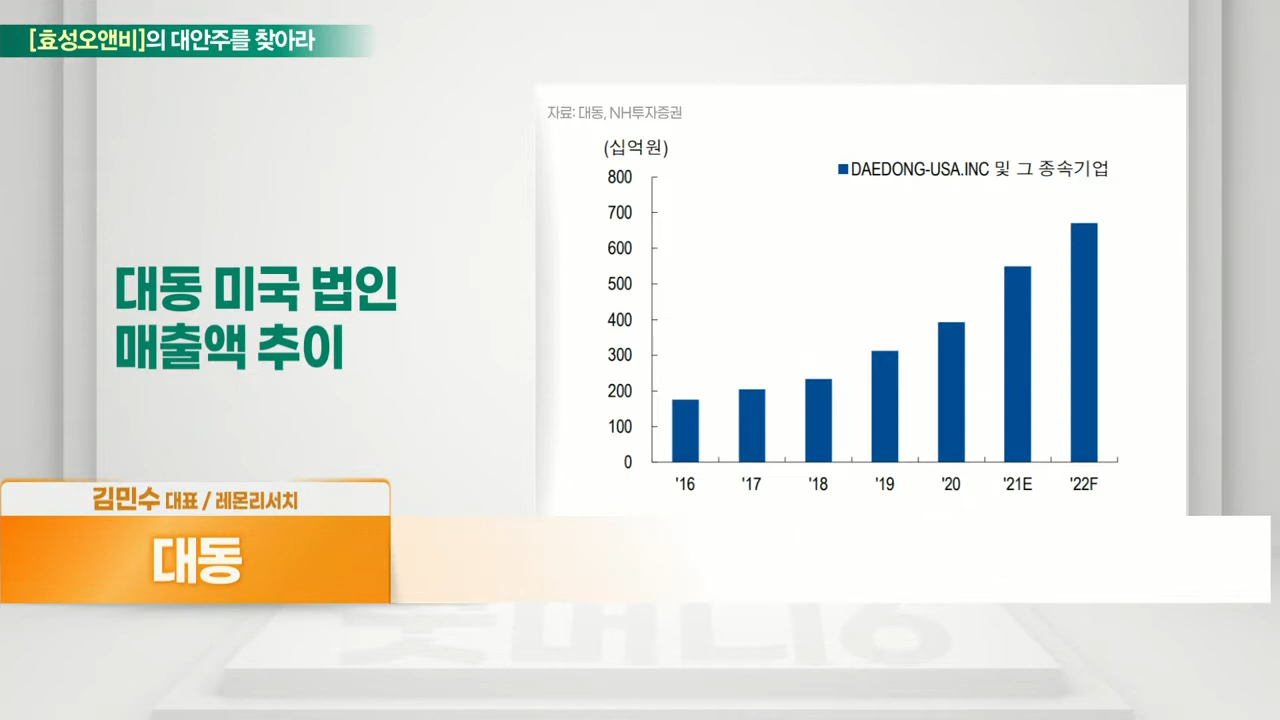 [효성오앤비]의 대안주를 찾아라
자료: 대동, NH투자증권
(십억원)
DAEDONG-USA.INC 및 그 종속기업
800
700
600
500
400
300
200
100
0
'16 '17 '18 '19 '20 '21E '22F
대동 미국 법인
매출액 추이
김민수 대표 / 레몬리서치
대동